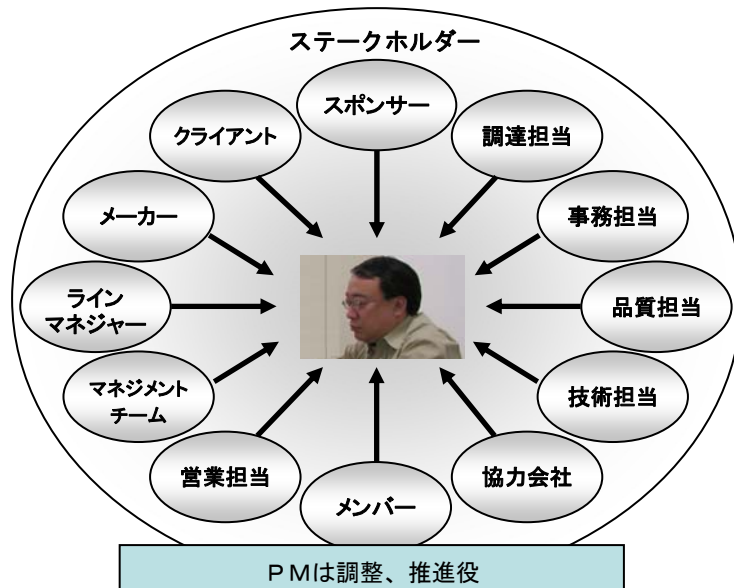 ステークホルダー
スポンサー
クライアント
調達担当
メーカー
事務担当
ライン
マネジャー
品質担当
マネジメント
チーム
技術担当
営業担当
協力会社
メンバー
ＰＭは調整、推進役